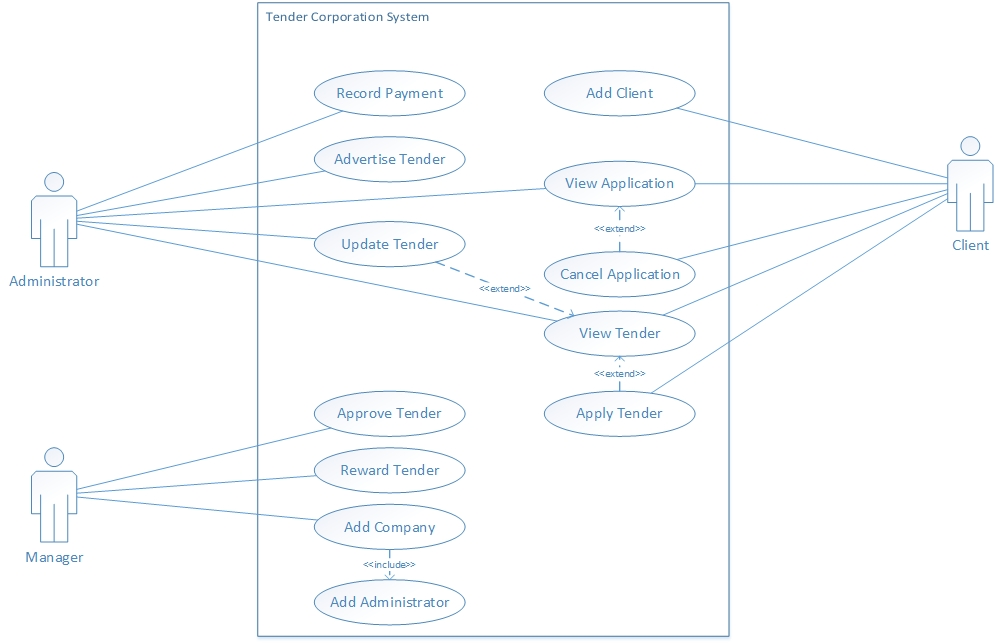 Tender Corporation System
Record Payment
Add Client
Advertise Tender
View Application
<<extend>>
Update Tender
Client
Cancel Application
Administrator
<<extend>>
View Tender
<<extend>>
Approve Tender
Apply Tender
Reward Tender
Add Company
Manager
<<include>>
Add Administrator